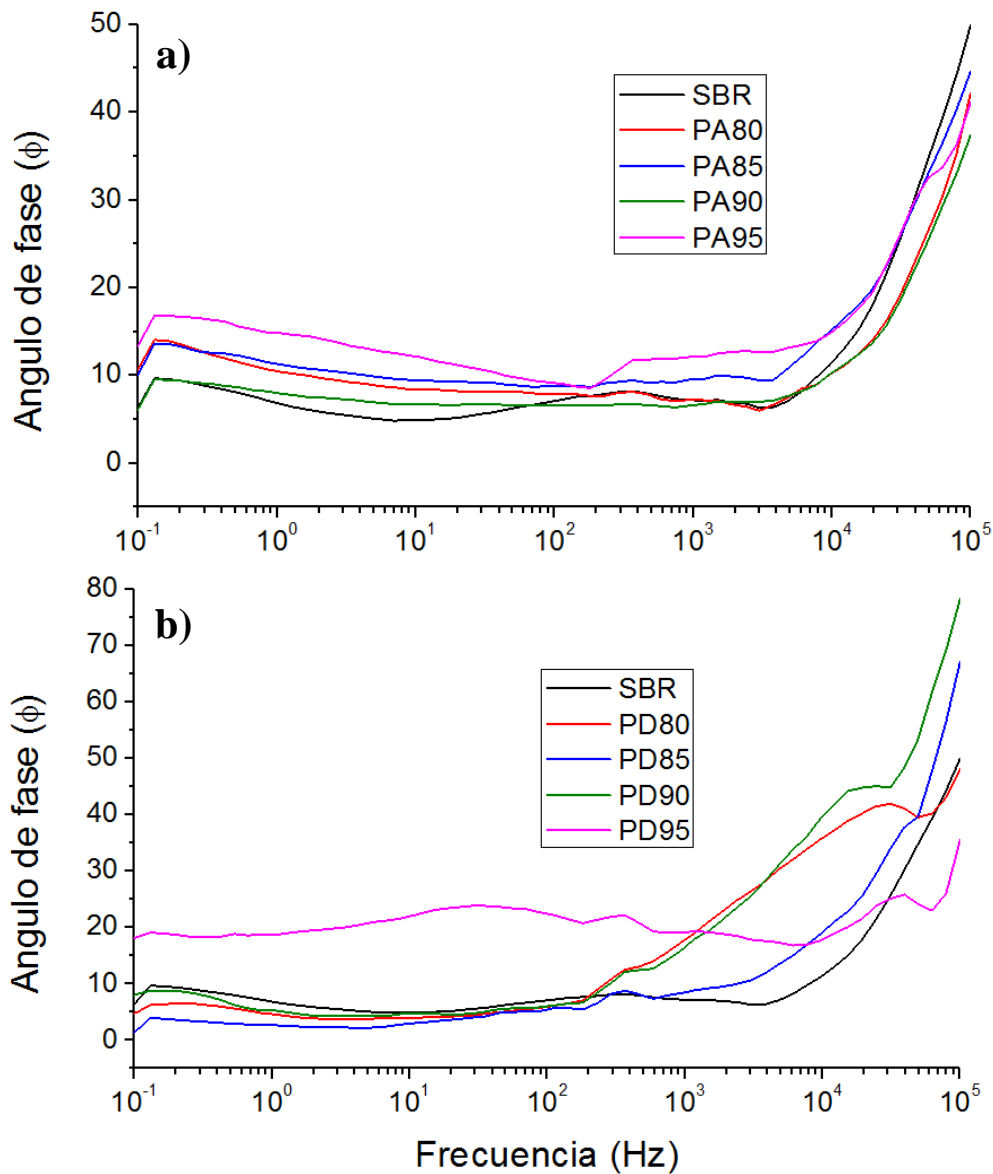 a)
Angulo de fase (ϕ)
50
40
30
20
10
0
SBR
PA80
PA85
PA90
PA95
10⁻¹ 10⁰ 10¹ 10² 10³ 10⁴ 10⁵
b)
Angulo de fase (ϕ)
80
70
60
50
40
30
20
10
0
SBR
PD80
PD85
PD90
PD95
10⁻¹ 10⁰ 10¹ 10² 10³ 10⁴ 10⁵
Frecuencia (Hz)